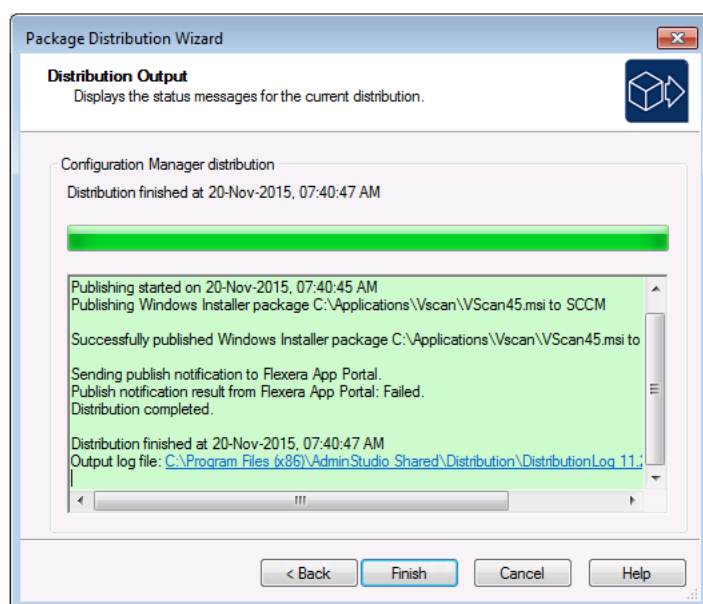 Package Distribution Wizard
Distribution Output
Displays the status messages for the current distribution.
Configuration Manager distribution
Distribution finished at 20-Nov-2015, 07:40:47 AM
Publishing started on 20-Nov-2015, 07:40:45 AM
Publishing Windows Installer package C:\Applications\Vscan\VScan45.msi to SCCM
Successfully published Windows Installer package C:\Applications\Vscan\VScan45.msi to
Sending publish notification to Flexera App Portal.
Publish notification result from Flexera App Portal: Failed.
Distribution completed.
Distribution finished at 20-Nov-2015, 07:40:47 AM
Output log file: C:\Program Files (x86)\AdminStudio Shared\Distribution\DistributionLog 11.
< Back Finish Cancel Help